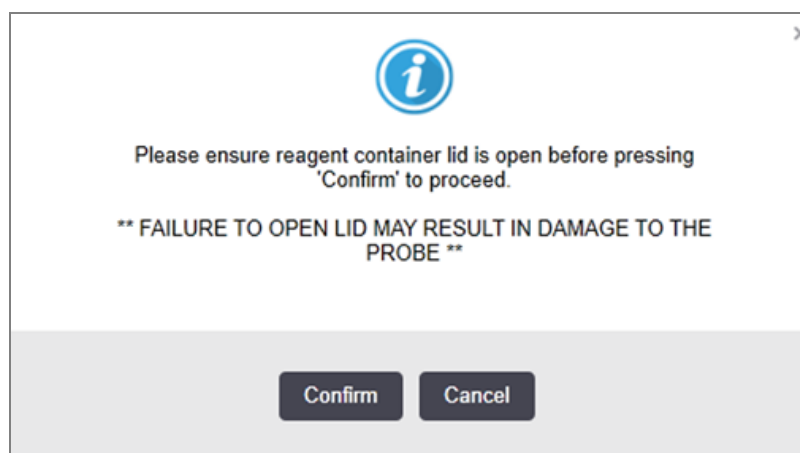 Please ensure reagent container lid is open before pressing
'Confirm' to proceed.
** FAILURE TO OPEN LID MAY RESULT IN DAMAGE TO THE
PROBE **
Confirm Cancel